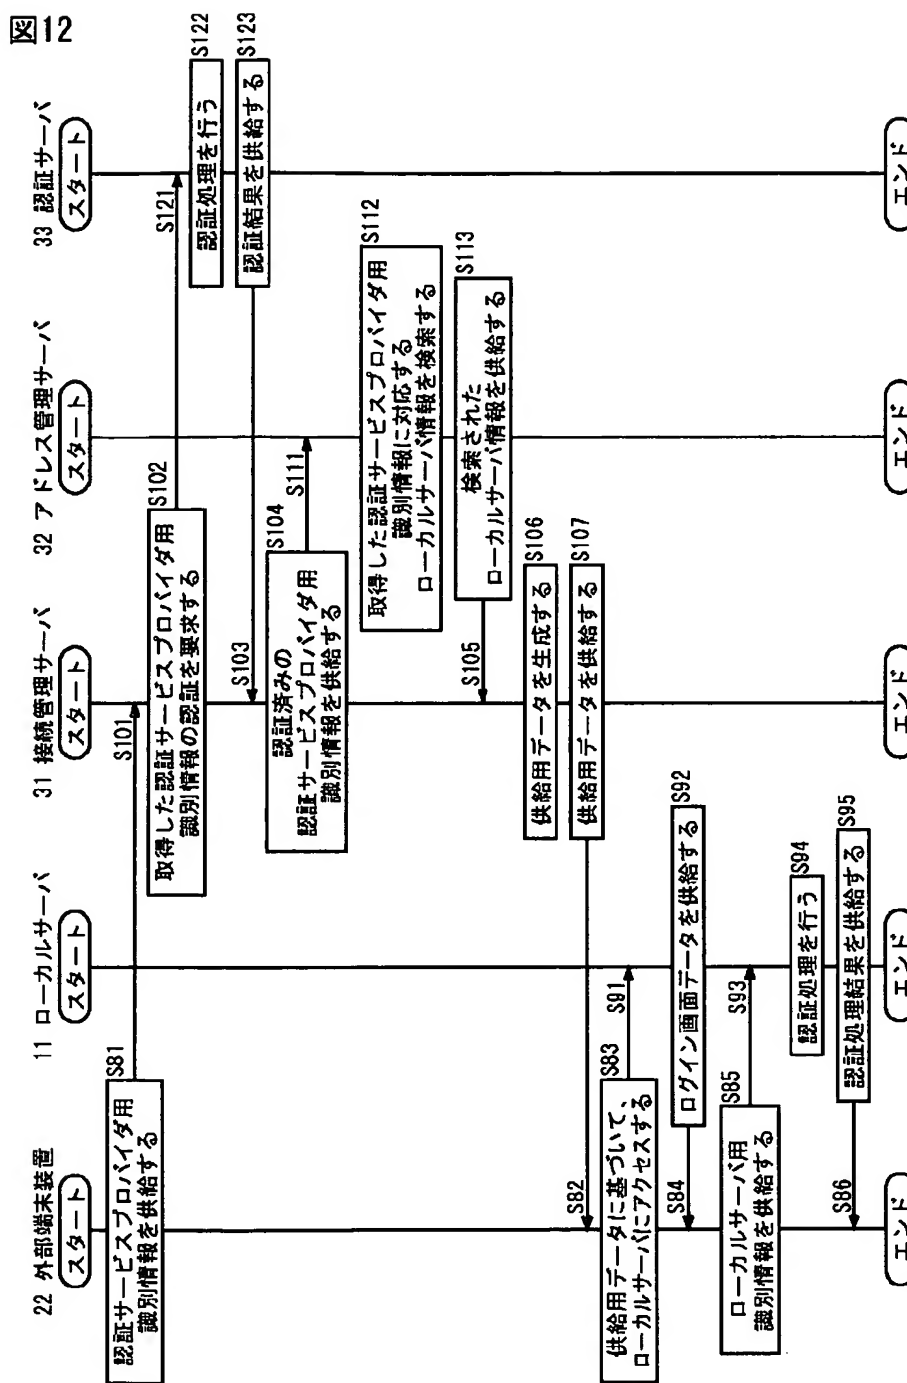 図12
22 外部端末装置
11 ローカルサーバ
31 接続管理サーバ
32 アドレス管理サーバ
33 認証サーバ
スタート
スタート
スタート
スタート
スタート
S81
認証サービスプロバイダ用
識別情報を供給する
S101
S102
取得した認証サービスプロバイダ用
識別情報の認証を要求する
S121
S122
認証処理を行う
S123
認証結果を供給する
S103
S104
認証済みの
認証サービスプロバイダ用
識別情報を供給する
S111
S112
取得した認証サービスプロバイダ用
識別情報に対応する
ローカルサーバ情報を検索する
S113
検索された
ローカルサーバ情報を供給する
S105
S106
供給用データを生成する
S107
供給用データを供給する
S82
S83
供給用データに基づいて、
ローカルサーバにアクセスする
S91
S92
ログイン画面データを供給する
S84
S85
ローカルサーバ用
識別情報を供給する
S93
S94
認証処理を行う
S95
認証処理結果を供給する
S86
エンド
エンド
エンド
エンド
エンド